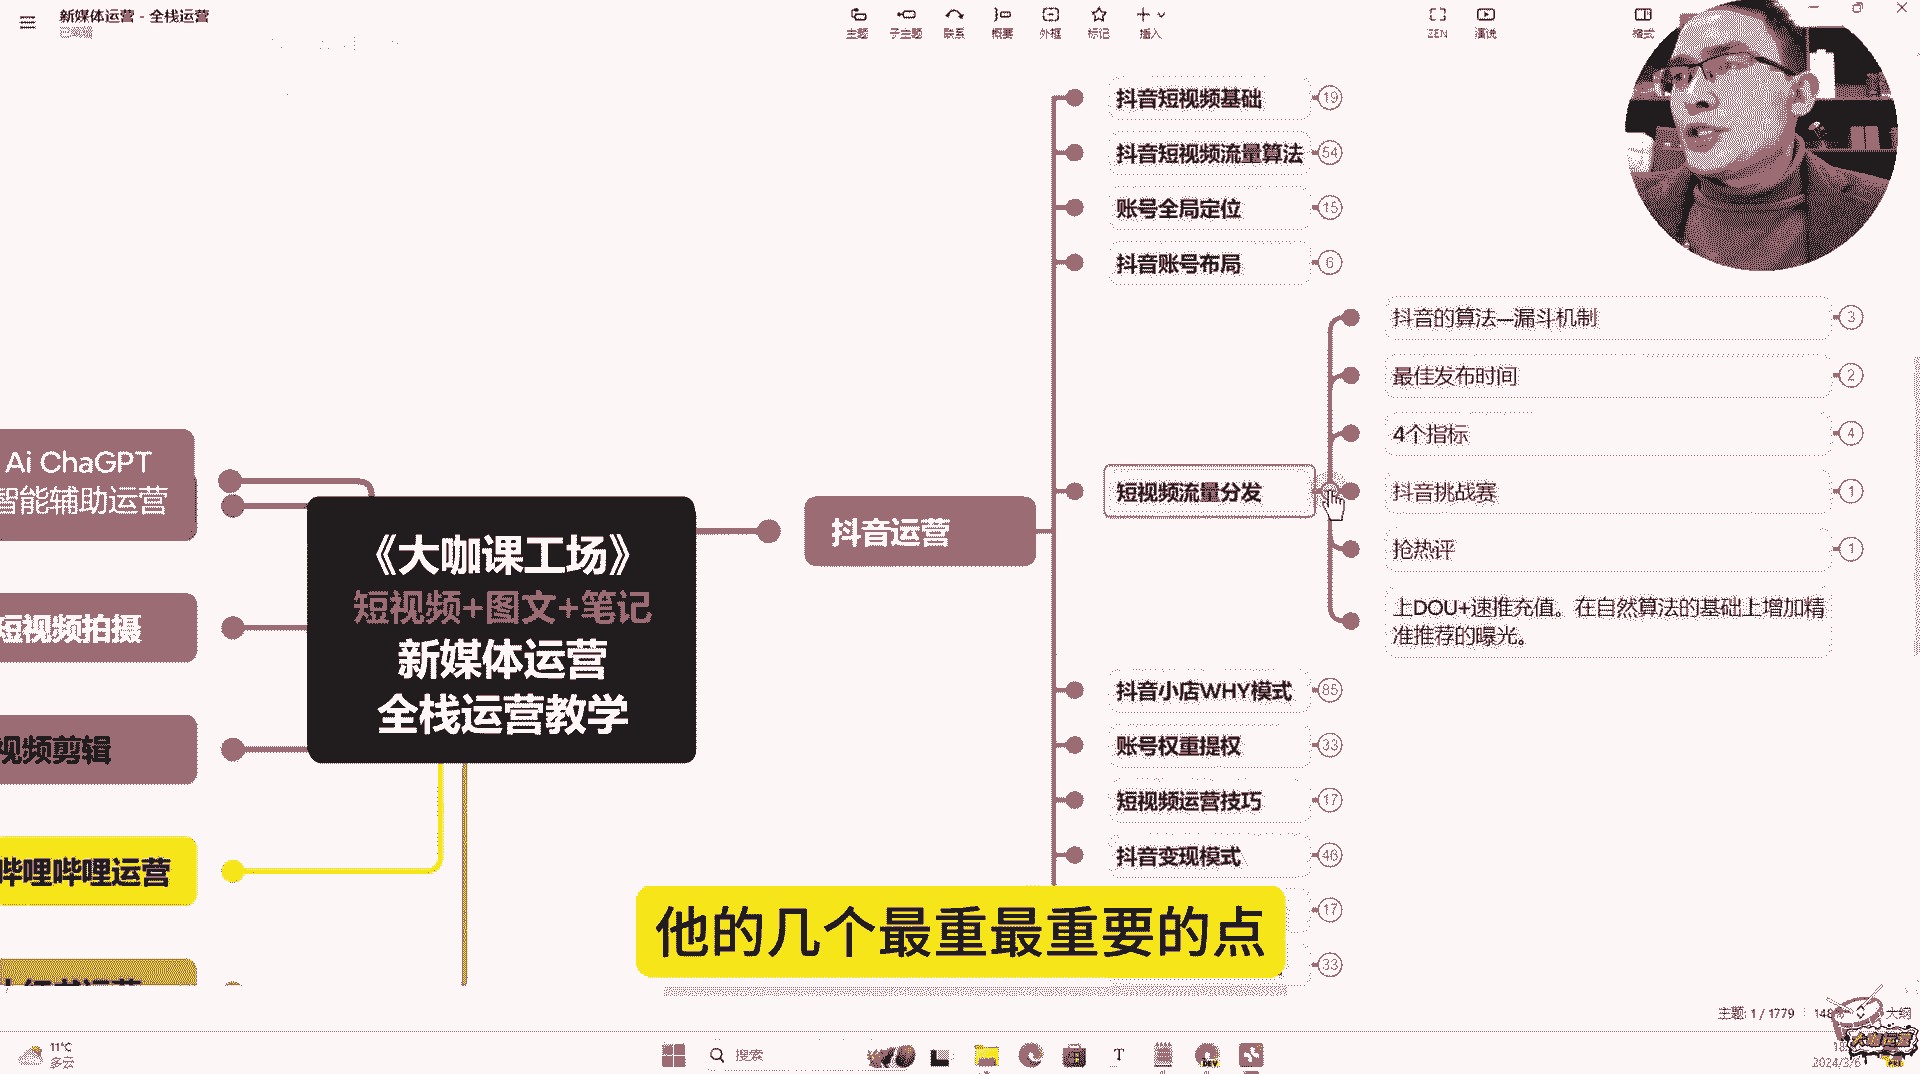 新媒体运营 - 全栈运营
主题
子主题
联系
概要
外框
标记
插入
ZEN
演说
格式
抖音短视频基础
19
抖音短视频流量算法
54
账号全局定位
15
抖音账号布局
6
短视频流量分发
抖音的算法—漏斗机制
3
最佳发布时间
2
4个指标
4
抖音挑战赛
1
抢热评
1
上DOU+速推充值。在自然算法的基础上增加精
准推荐的曝光。
抖音小店WHY模式
85
账号权重提权
33
短视频运营技巧
17
抖音变现模式
46
17
33
抖音运营
《大咖课工场》
短视频+图文+笔记
新媒体运营
全栈运营教学
Ai ChaGPT
智能辅助运营
短视频拍摄
视频剪辑
哔哩哔哩运营
他的几个最重最重要的点
主题: 1 / 1779
148
大纲
11°C
多云
搜索
2024/3/6